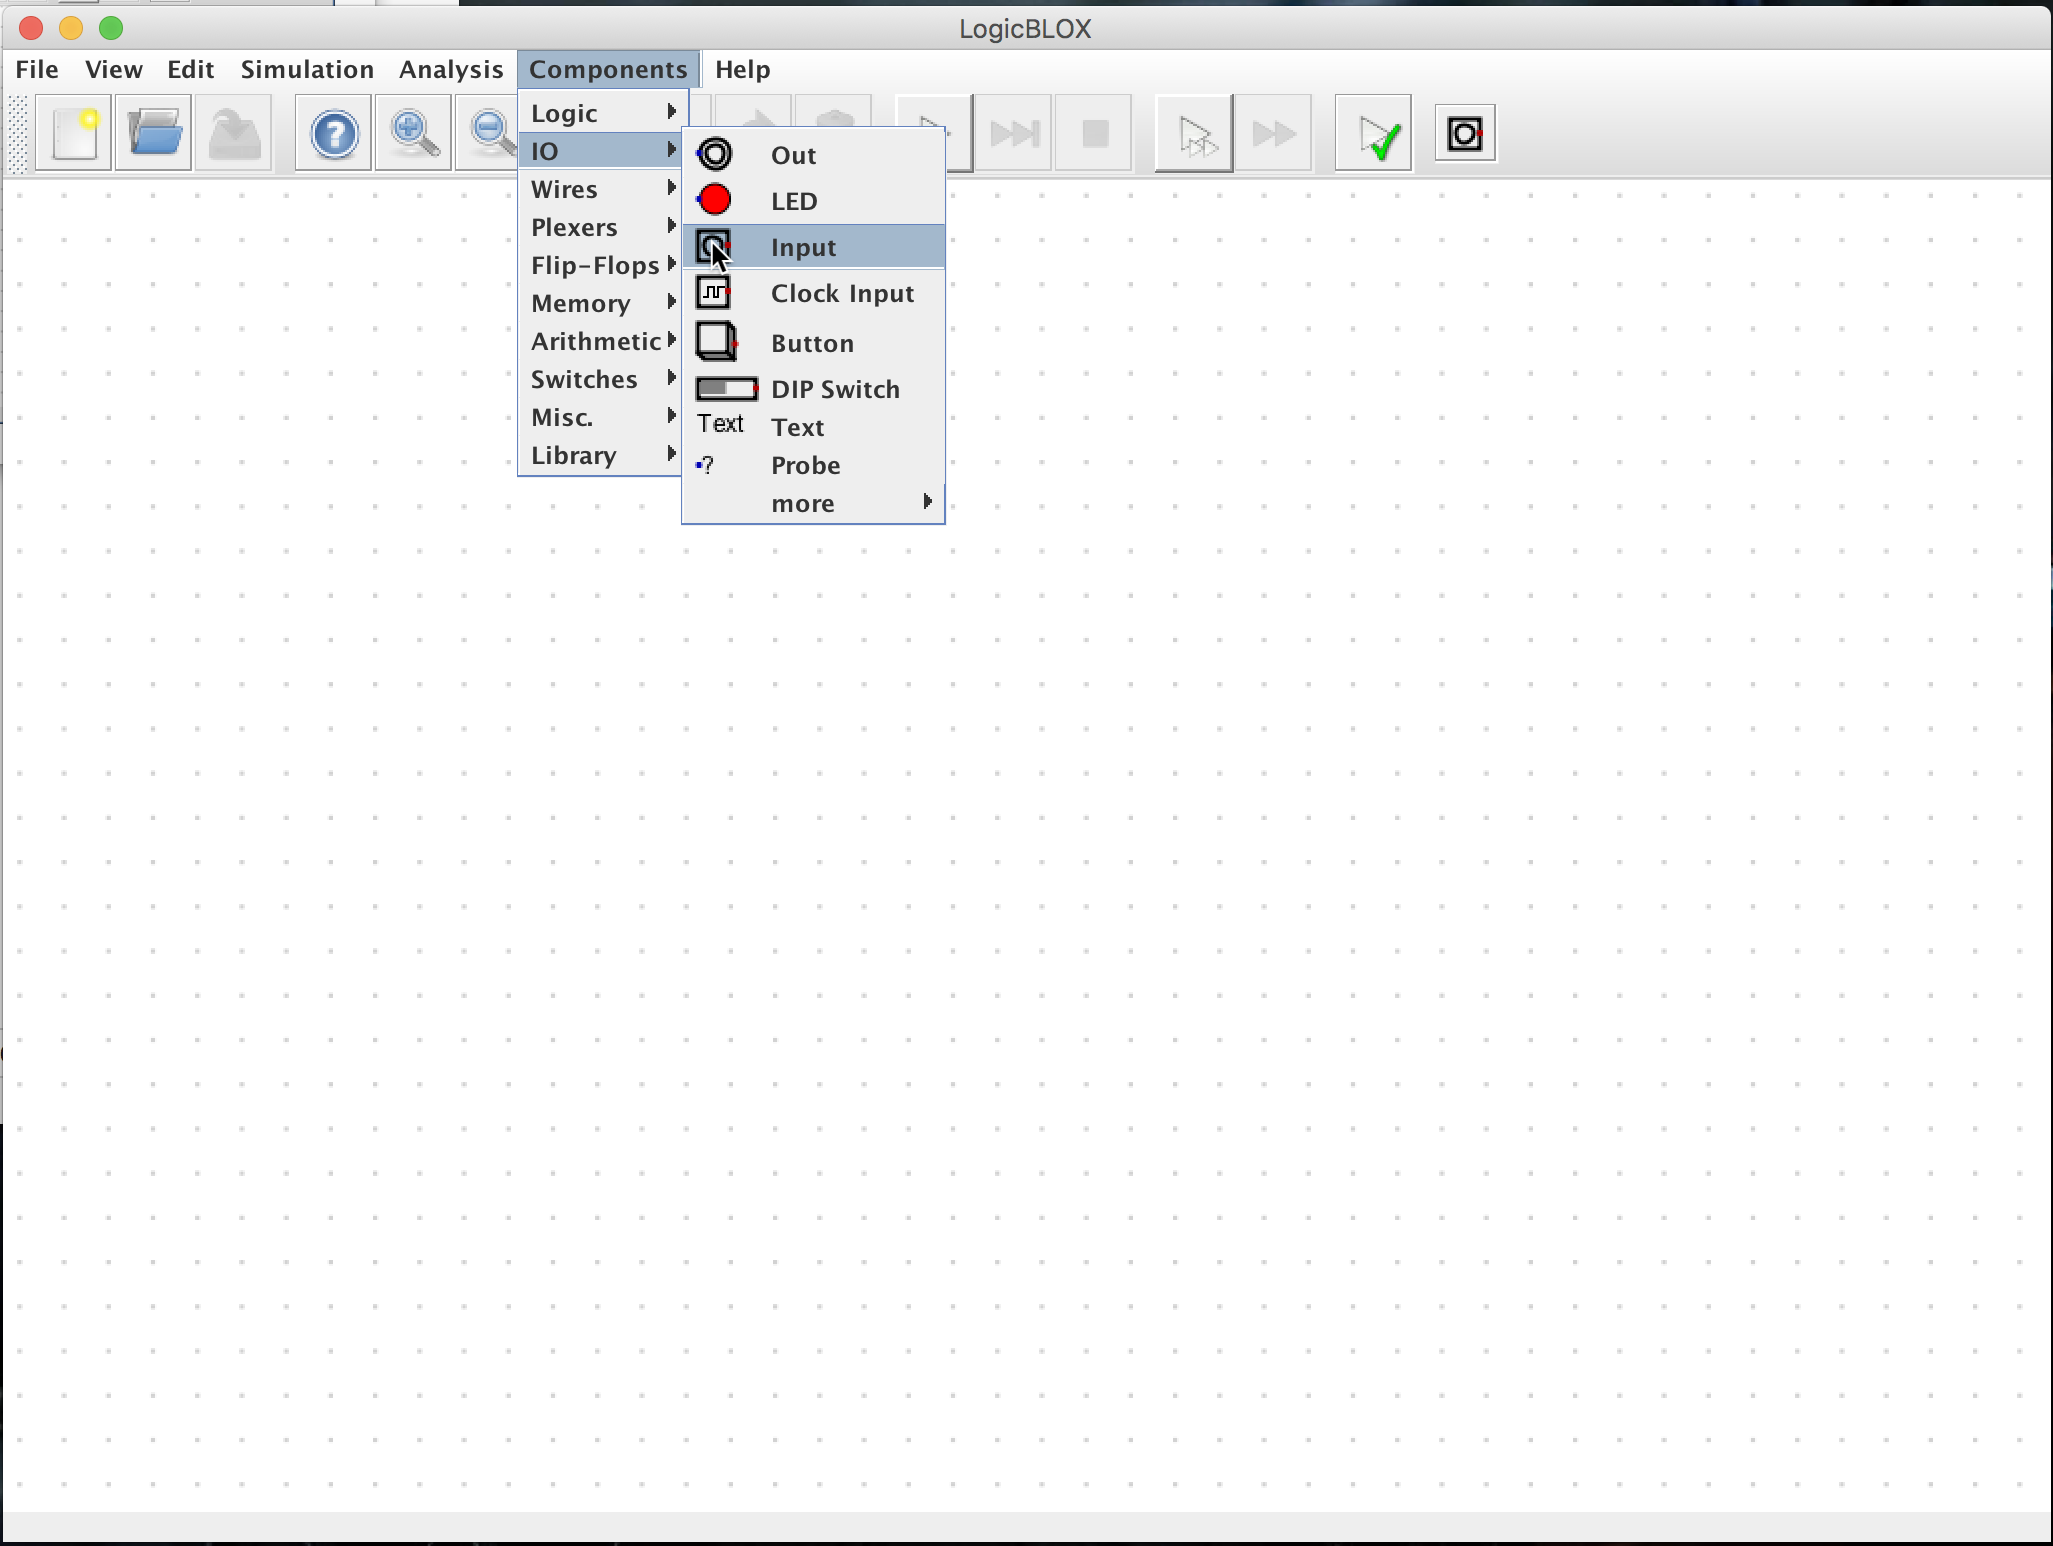 LogicBLOX
File View Edit Simulation Analysis Components Help
Logic
IO
Wires
Plexers
Flip-Flops
Memory
Arithmetic
Switches
Misc.
Library
Out
LED
Input
Clock Input
Button
DIP Switch
Text Text
?
Probe
more